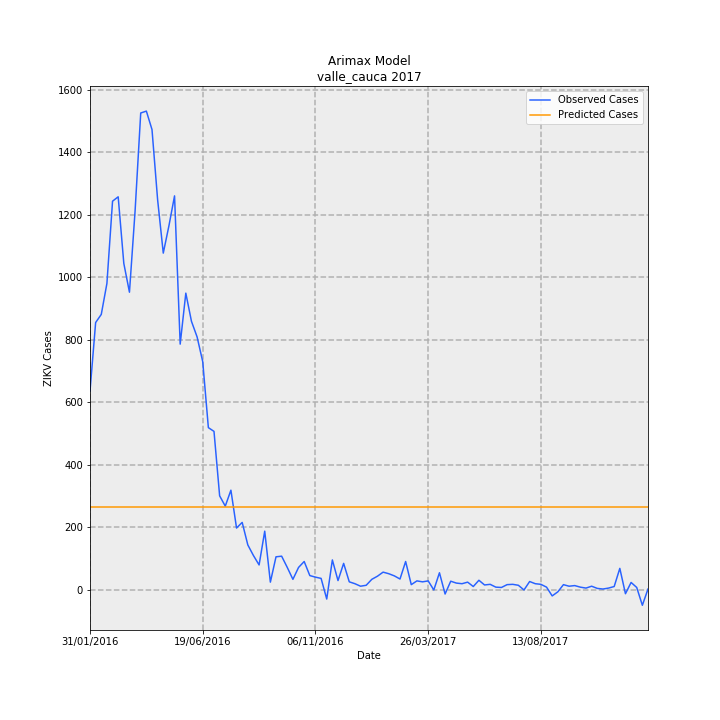 Arimax Model
valle_cauca 2017
Observed Cases
Predicted Cases
ZIKV Cases
1600
1400
1200
1000
800
600
400
200
0
31/01/2016
19/06/2016
06/11/2016
26/03/2017
13/08/2017
Date